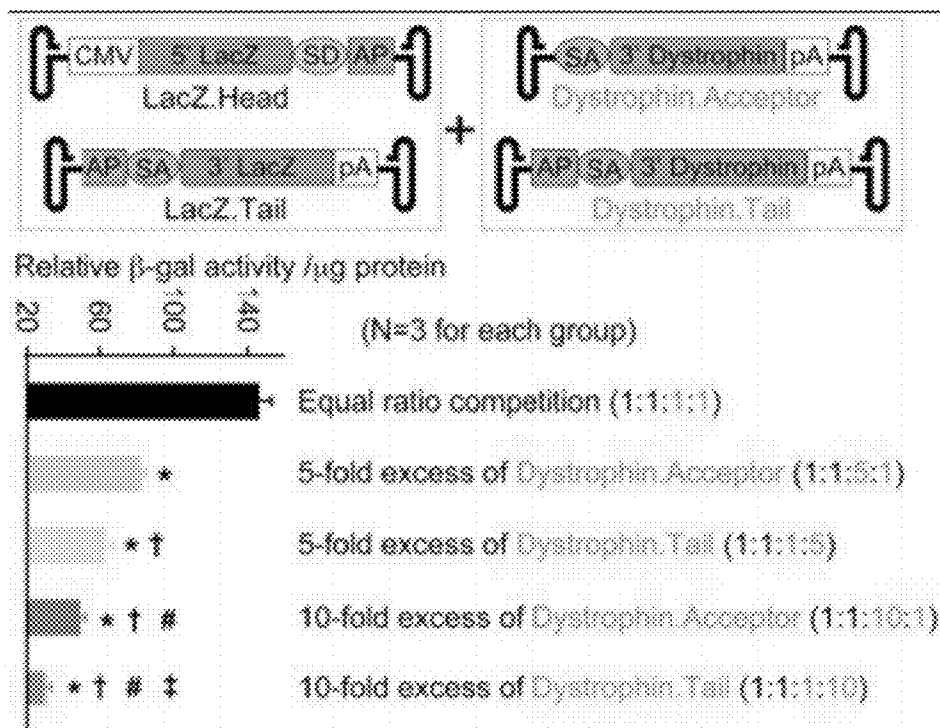 CMV 5' LacZ SD AP
LacZ.Head
AP SA 3' LacZ pA
LacZ.Tail
+
SA 3' Dystrophin pA
Dystrophin.Acceptor
AP SA 3' Dystrophin pA
Dystrophin.Tail
Relative β-gal activity /μg protein
20 60 100 140
(N=3 for each group)
Equal ratio competition (1:1:1:1)
* 5-fold excess of Dystrophin.Acceptor (1:1:5:1)
* † 5-fold excess of Dystrophin.Tail (1:1:1:5)
* † # 10-fold excess of Dystrophin.Acceptor (1:1:10:1)
* † # ‡ 10-fold excess of Dystrophin.Tail (1:1:1:10)